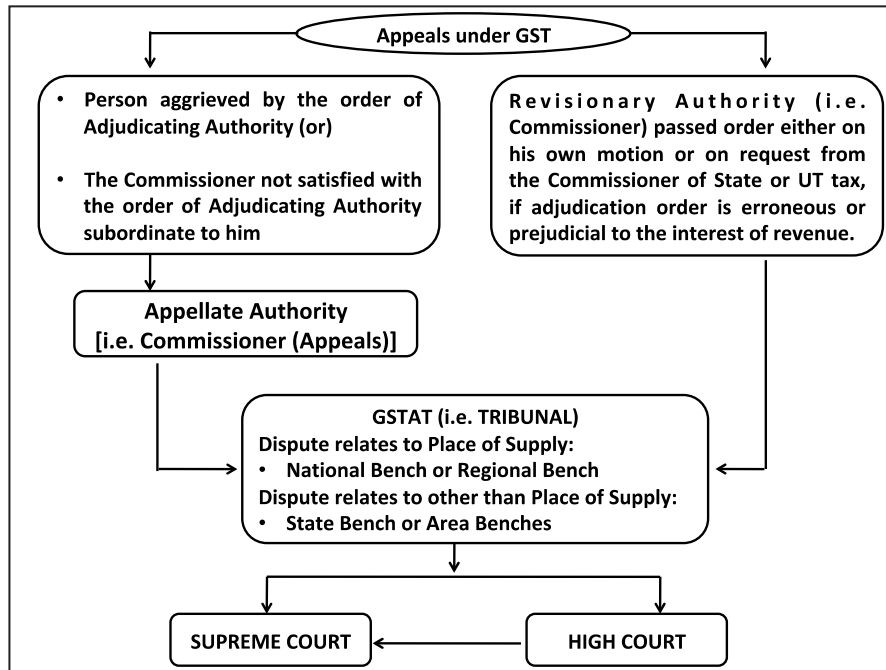 Appeals under GST
• Person aggrieved by the order of
Adjudicating Authority (or)
• The Commissioner not satisfied with
the order of Adjudicating Authority
subordinate to him
Revisionary Authority (i.e.
Commissioner) passed order either on
his own motion or on request from
the Commissioner of State or UT tax,
if adjudication order is erroneous or
prejudicial to the interest of revenue.
Appellate Authority
[i.e. Commissioner (Appeals)]
GSTAT (i.e. TRIBUNAL)
Dispute relates to Place of Supply:
• National Bench or Regional Bench
Dispute relates to other than Place of Supply:
• State Bench or Area Benches
SUPREME COURT
HIGH COURT